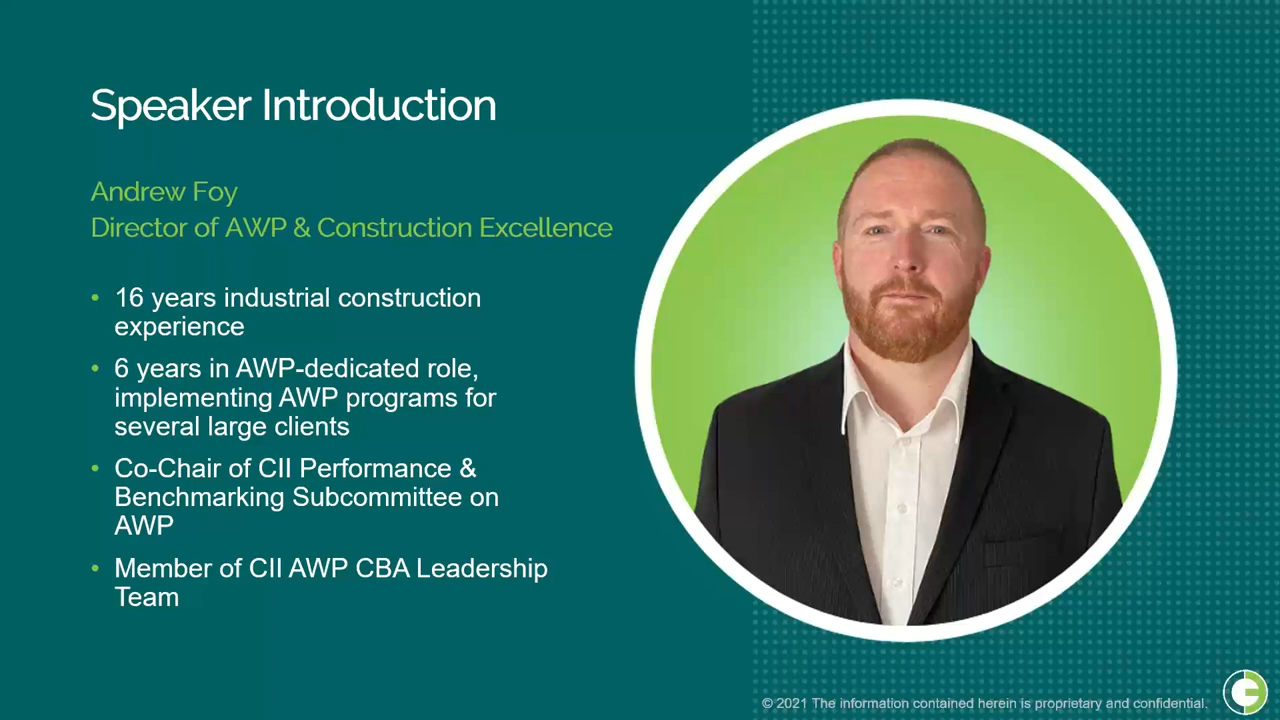 Speaker Introduction
Andrew Foy
Director of AWP & Construction Excellence
• 16 years industrial construction
experience
• 6 years in AWP-dedicated role,
implementing AWP programs for
several large clients
• Co-Chair of CII Performance &
Benchmarking Subcommittee on
AWP
• Member of CII AWP CBA Leadership
Team
© 2021 The information contained herein is proprietary and confidential.